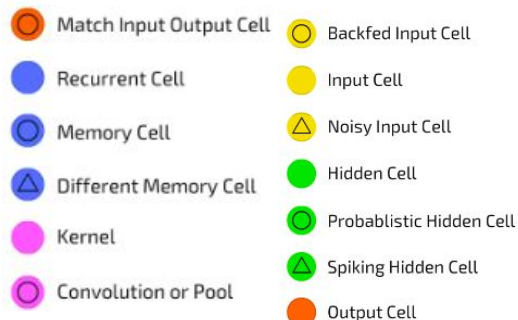 Match Input Output Cell
Recurrent Cell
Memory Cell
Different Memory Cell
Kernel
Convolution or Pool
Backfed Input Cell
Input Cell
Noisy Input Cell
Hidden Cell
Probablistic Hidden Cell
Spiking Hidden Cell
Output Cell